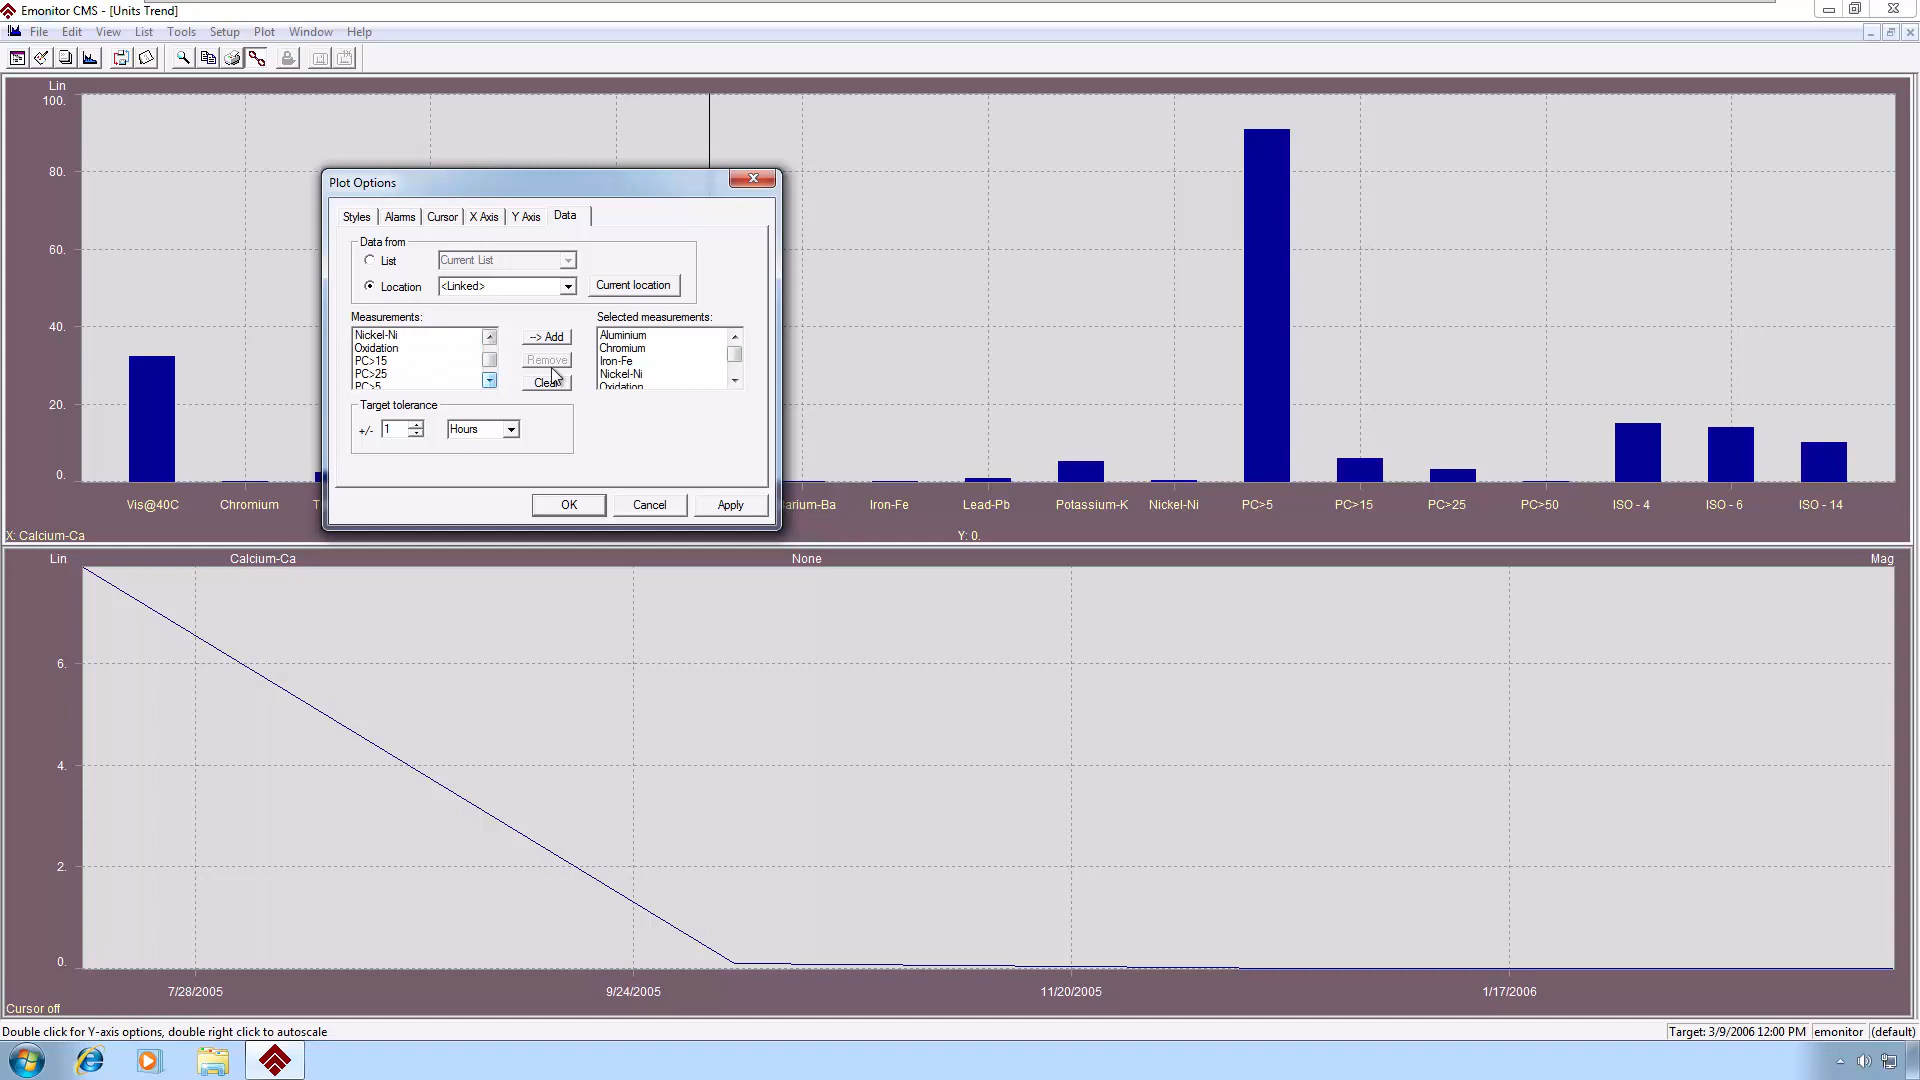 Emonitor CMS - [Units Trend]
File Edit View List Tools Setup Plot Window Help
Lin
100.
80.
60.
40.
20.
0.
Plot Options
Styles Alarms Cursor X Axis Y Axis Data
Data from
List Current List
Location <Linked> Current location
Measurements:
Nickel-Ni
Oxidation
PC>15
PC>25
PC>5
--> Add
Remove
Clear
Selected measurements:
Aluminium
Chromium
Iron-Fe
Nickel-Ni
Oxidation
Target tolerance
+/- 1 Hours
OK Cancel Apply
Vis@40C Chromium T arium-Ba Iron-Fe Lead-Pb Potassium-K Nickel-Ni PC>5 PC>15 PC>25 PC>50 ISO - 4 ISO - 6 ISO - 14
X: Calcium-Ca Y: 0.
Lin Calcium-Ca None Mag
6.
4.
2.
0.
7/28/2005 9/24/2005 11/20/2005 1/17/2006
Cursor off
Double click for Y-axis options, double right click to autoscale Target: 3/9/2006 12:00 PM emonitor (default)